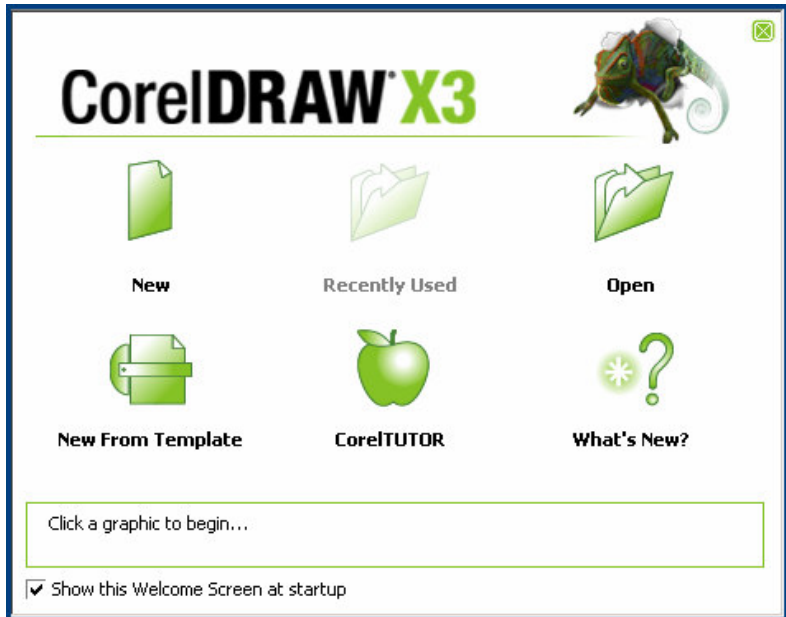 CorelDRAW® X3
New
Recently Used
Open
New From Template
CorelTUTOR
What's New?
Click a graphic to begin...
Show this Welcome Screen at startup